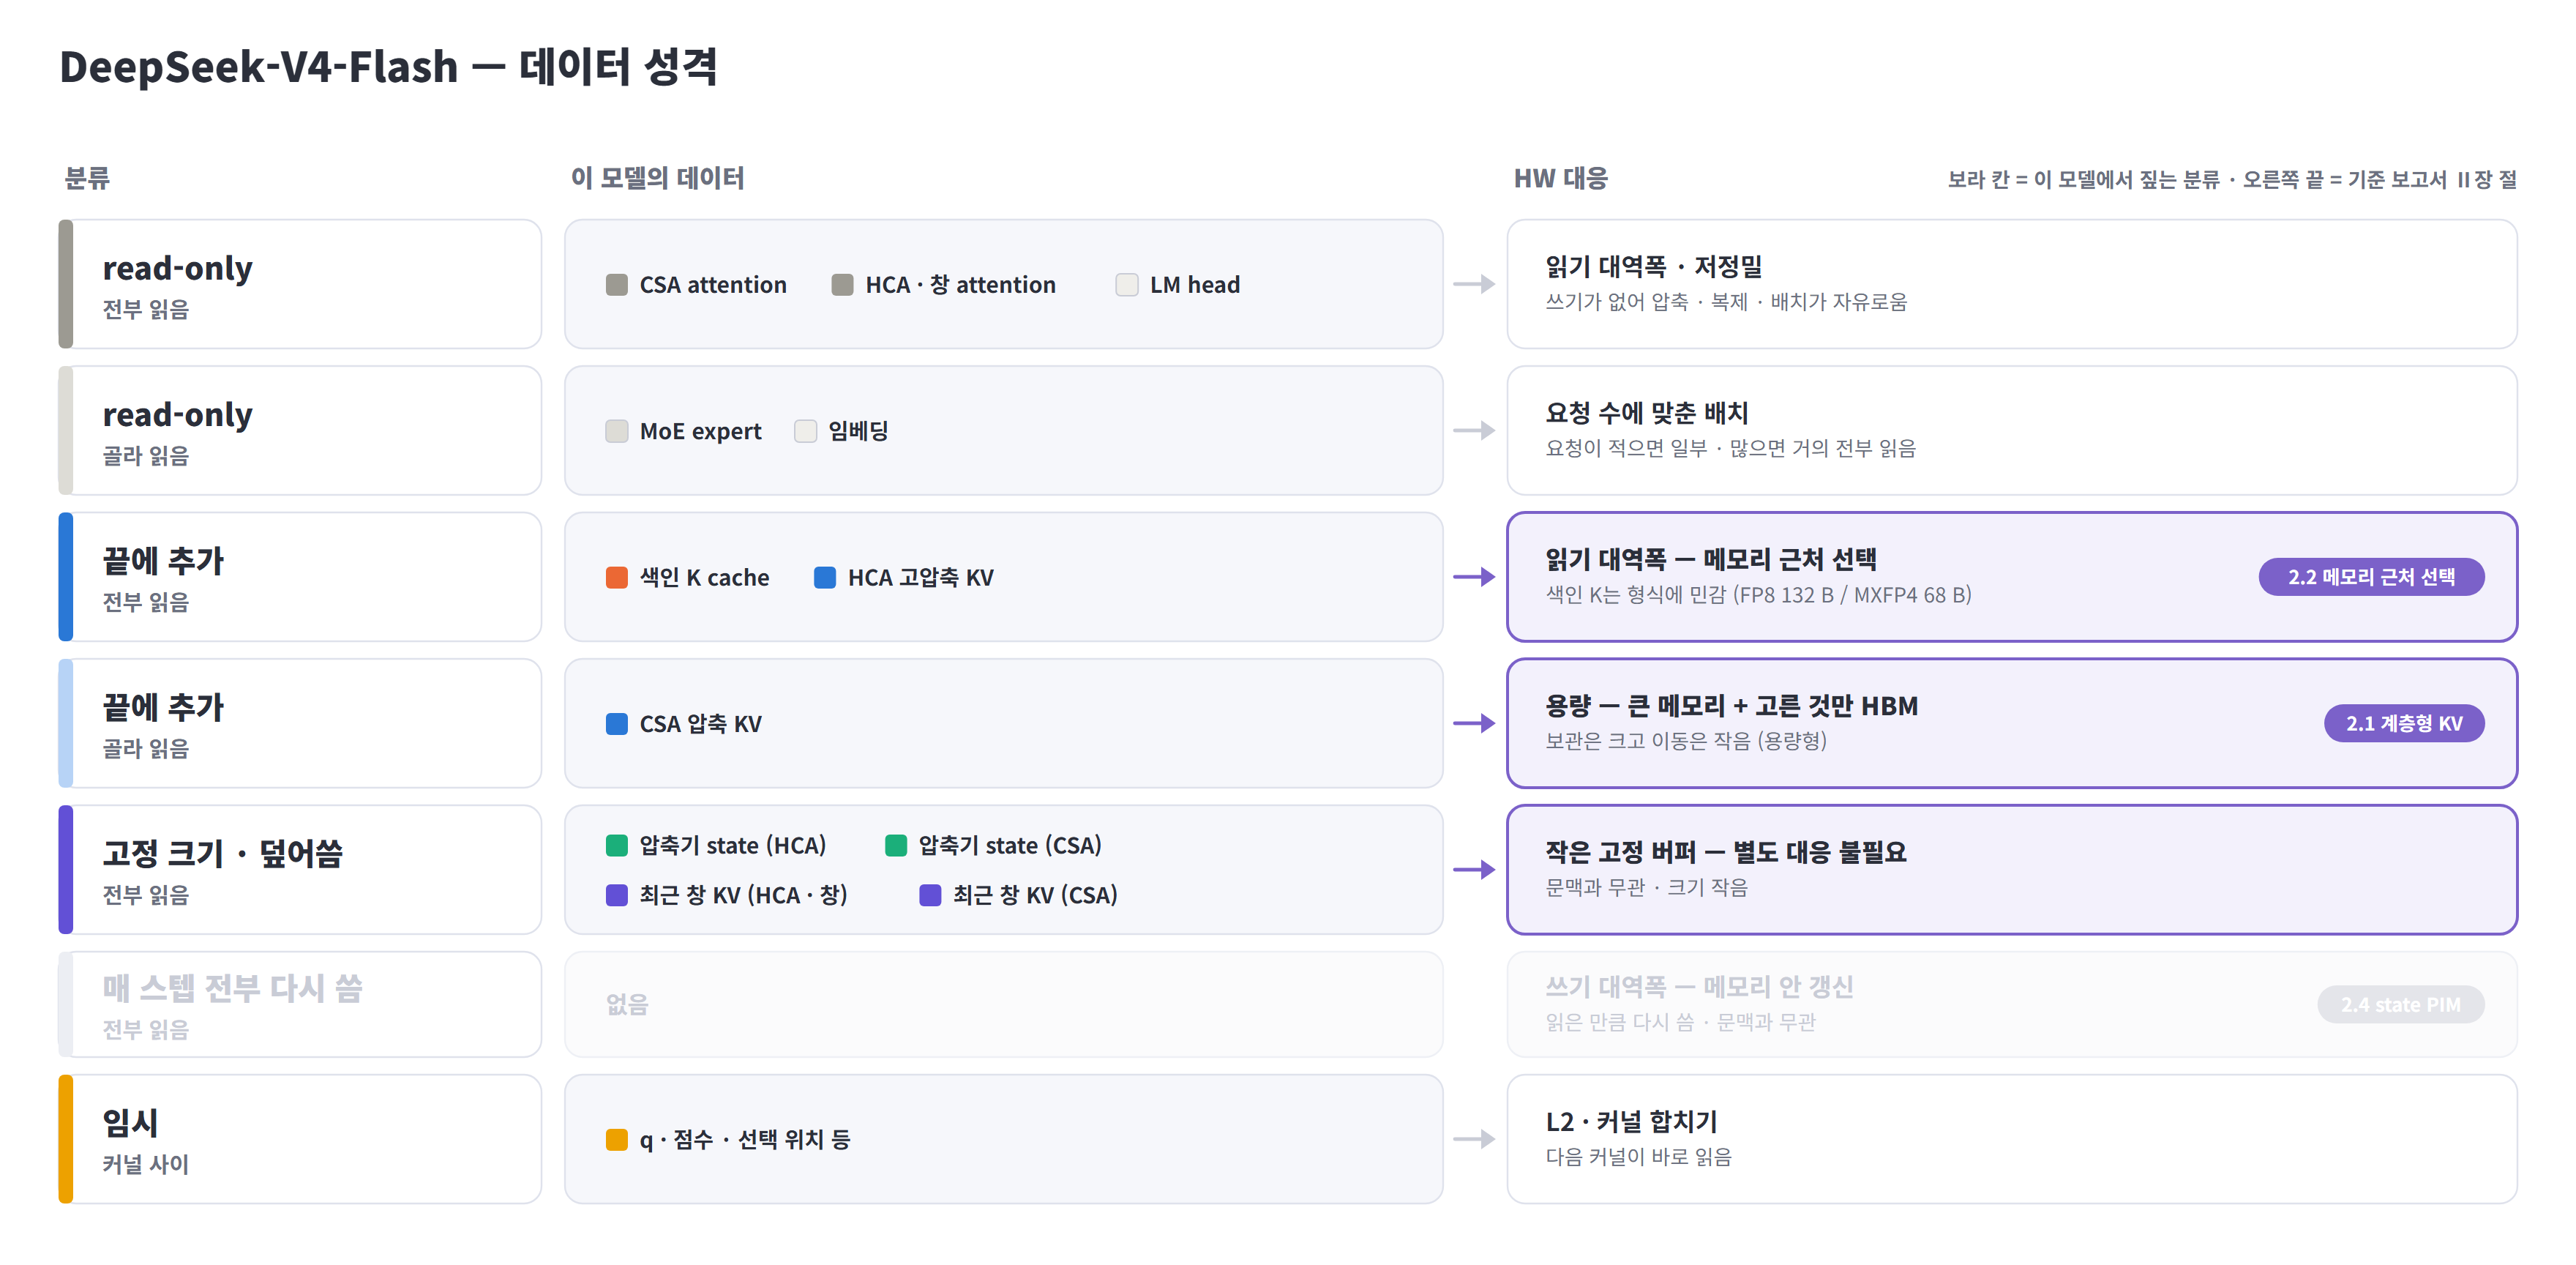 DeepSeek-V4-Flash — 데이터 성격
분류
이 모델의 데이터
HW 대응
보라 칸 = 이 모델에서 짚는 분류 · 오른쪽 끝 = 기준 보고서 II장 절
read-only
전부 읽음
CSA attention
HCA · 창 attention
LM head
읽기 대역폭 · 저정밀
쓰기가 없어 압축 · 복제 · 배치가 자유로움
read-only
골라 읽음
MoE expert
임베딩
요청 수에 맞춘 배치
요청이 적으면 일부 · 많으면 거의 전부 읽음
끝에 추가
전부 읽음
색인 K cache
HCA 고압축 KV
읽기 대역폭 — 메모리 근처 선택
색인 K는 형식에 민감 (FP8 132 B / MXFP4 68 B)
2.2 메모리 근처 선택
끝에 추가
골라 읽음
CSA 압축 KV
용량 — 큰 메모리 + 고른 것만 HBM
보관은 크고 이동은 작음 (용량형)
2.1 계층형 KV
고정 크기 · 덮어씀
전부 읽음
압축기 state (HCA)
압축기 state (CSA)
최근 창 KV (HCA · 창)
최근 창 KV (CSA)
작은 고정 버퍼 — 별도 대응 불필요
문맥과 무관 · 크기 작음
매 스텝 전부 다시 씀
전부 읽음
없음
쓰기 대역폭 — 메모리 안 갱신
읽은 만큼 다시 씀 · 문맥과 무관
2.4 state PIM
임시
커널 사이
q · 점수 · 선택 위치 등
L2 · 커널 합치기
다음 커널이 바로 읽음